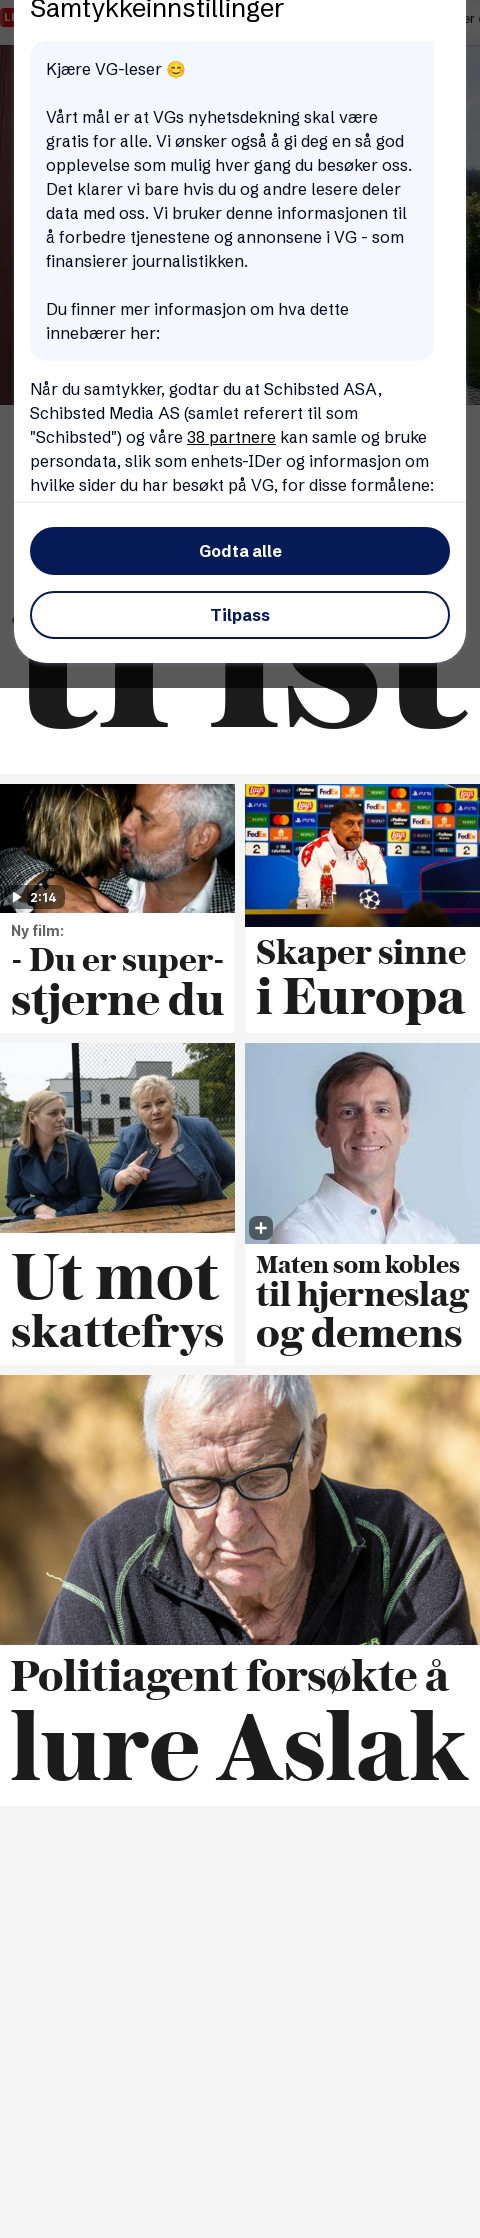 Samtykkeinnstillinger
Kjære VG-leser 😊
Vårt mål er at VGs nyhetsdekning skal være
gratis for alle. Vi ønsker også å gi deg en så god
opplevelse som mulig hver gang du besøker oss.
Det klarer vi bare hvis du og andre lesere deler
data med oss. Vi bruker denne informasjonen til
å forbedre tjenestene og annonsene i VG - som
finansierer journalistikken.
Du finner mer informasjon om hva dette
innebærer her:
Når du samtykker, godtar du at Schibsted ASA,
Schibsted Media AS (samlet referert til som
"Schibsted") og våre 38 partnere kan samle og bruke
persondata, slik som enhets-IDer og informasjon om
hvilke sider du har besøkt på VG, for disse formålene:
Godta alle
Tilpass
2:14
Ny film:
- Du er super-
stjerne du
Skaper sinne
i Europa
Ut mot
skattefrys
Maten som kobles
til hjerneslag
og demens
Politiagent forsøkte å
lure Aslak